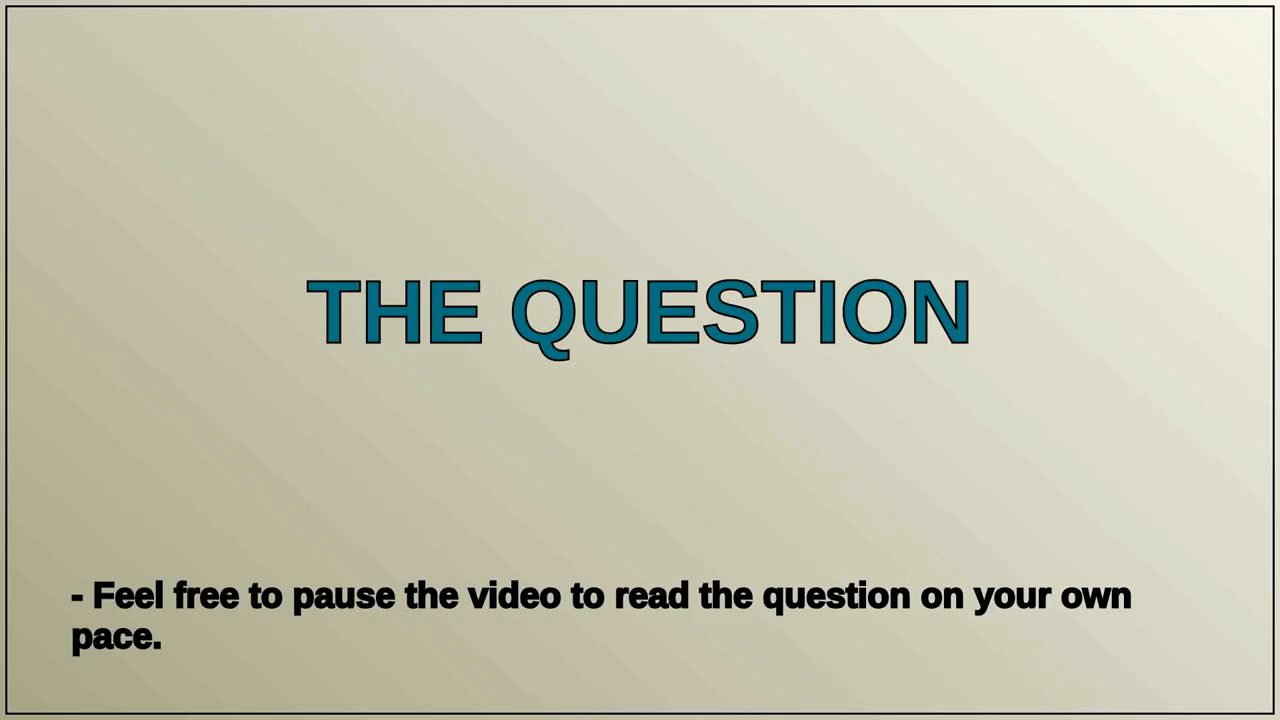 THE QUESTION
- Feel free to pause the video to read the question on your own
pace.